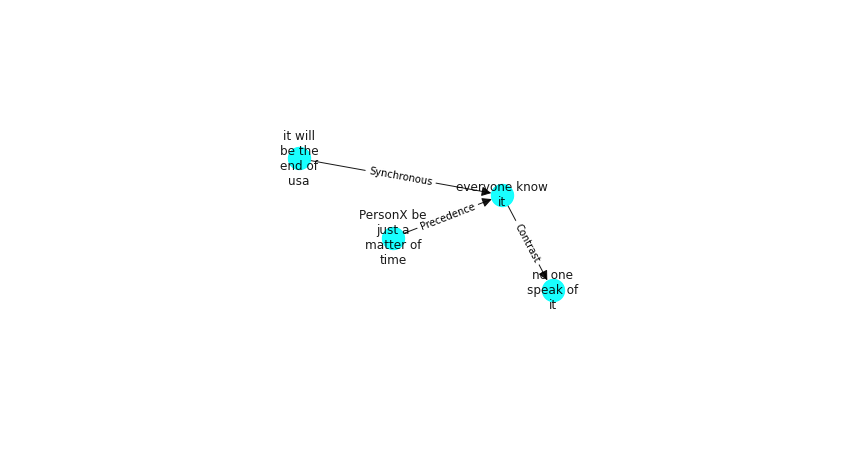 it will
be the
end of
usa
Synchronous
everyone know
it
PersonX be
just a
matter of
time
Precedence
Contrast
no one
speak of
it